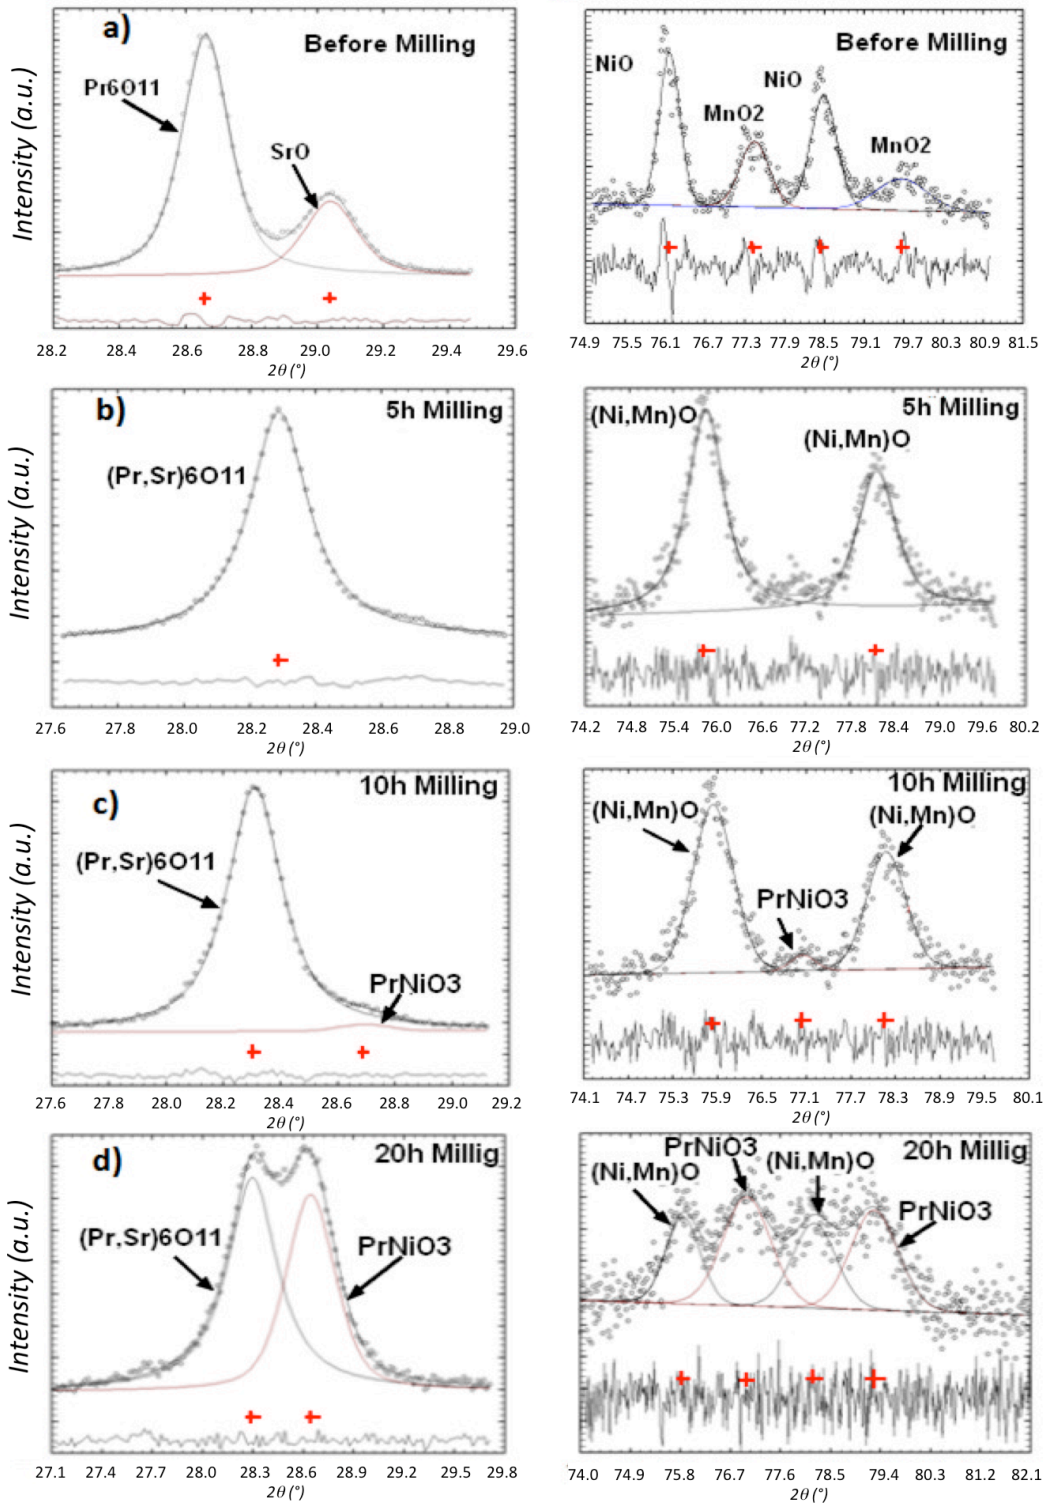 a)
Before Milling
Pr6O11
SrO
Intensity (a.u.)
28.2 28.4 28.6 28.8 29.0 29.2 29.4 29.6
2θ (°)
Before Milling
NiO
NiO
MnO2
MnO2
74.9 75.5 76.1 76.7 77.3 77.9 78.5 79.1 79.7 80.3 80.9 81.5
2θ (°)
b)
5h Milling
(Pr,Sr)6O11
Intensity (a.u.)
27.6 27.8 28.0 28.2 28.4 28.6 28.8 29.0
2θ (°)
5h Milling
(Ni,Mn)O
(Ni,Mn)O
74.2 74.8 75.4 76.0 76.6 77.2 77.8 78.4 79.0 79.6 80.2
2θ (°)
c)
10h Milling
(Pr,Sr)6O11
PrNiO3
Intensity (a.u.)
27.6 27.8 28.0 28.2 28.4 28.6 28.8 29.0 29.2
2θ (°)
10h Milling
(Ni,Mn)O
(Ni,Mn)O
PrNiO3
74.1 74.7 75.3 75.9 76.5 77.1 77.7 78.3 78.9 79.5 80.1
2θ (°)
d)
20h Millig
(Pr,Sr)6O11
PrNiO3
Intensity (a.u.)
27.1 27.4 27.7 28.0 28.3 28.6 28.9 29.2 29.5 29.8
2θ (°)
20h Millig
PrNiO3
(Ni,Mn)O
(Ni,Mn)O
PrNiO3
74.0 74.9 75.8 76.7 77.6 78.5 79.4 80.3 81.2 82.1
2θ (°)